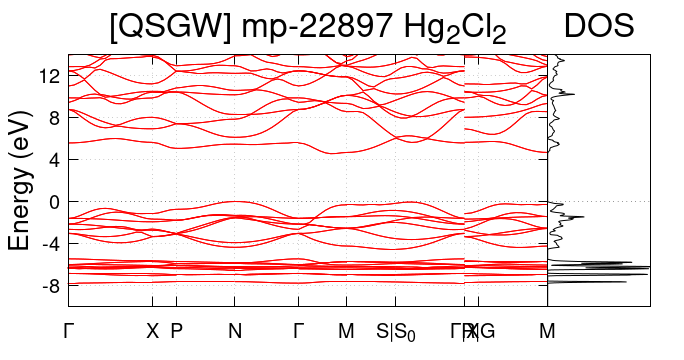 [QSGW] mp-22897 Hg₂Cl₂ DOS
Energy (eV)
12
8
4
0
-4
-8
Γ X P N Γ M S|S₀ Γ|X R|G M